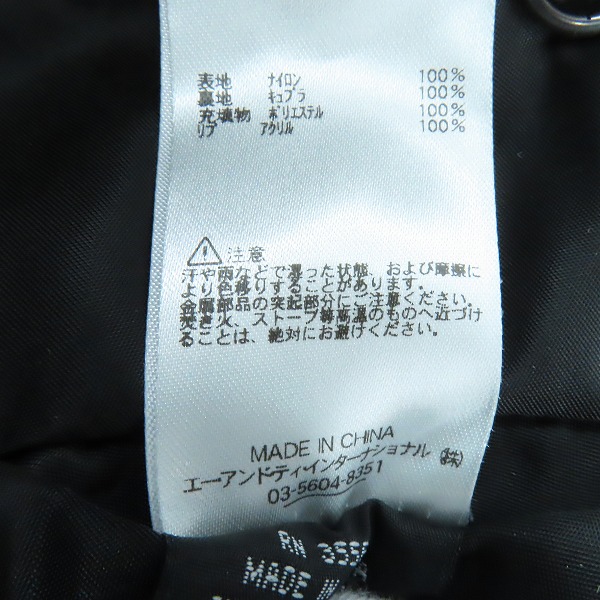 表地 ナイロン 100%
裏地 キュプラ 100%
充填物 ポリエステル 100%
リブ アクリル 100%
注意
汗や雨などで湿った状態、および摩擦に
より色移りすることがあります。
金属部品の突起部分にご注意ください。
焚き火、ストーブ等高温のものへ近づけ
ることは、絶対にお避けください。
MADE IN CHINA
エーアンドティ・インターナショナル ㈱
03-5604-8351
RN 355
MADE